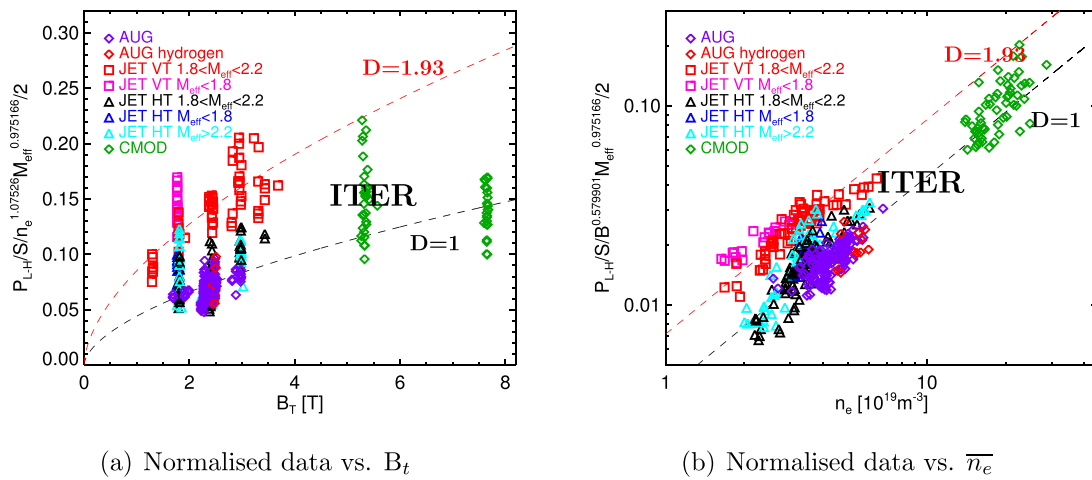 P_L-H/S/n_e^1.07526 M_eff^0.975166/2
0.30
0.25
0.20
0.15
0.10
0.05
0.00
AUG
AUG hydrogen
JET VT 1.8<M_eff<2.2
JET VT M_eff<1.8
JET HT 1.8<M_eff<2.2
JET HT M_eff<1.8
JET HT M_eff>2.2
CMOD
D=1.93
ITER
D=1
0 2 4 6 8
B_T [T]
(a) Normalised data vs. B_t
P_L-H/S/B^0.579901 M_eff^0.975166/2
0.10
0.01
AUG
AUG hydrogen
JET VT 1.8<M_eff<2.2
JET VT M_eff<1.8
JET HT 1.8<M_eff<2.2
JET HT M_eff<1.8
JET HT M_eff>2.2
CMOD
D=1.93
D=1
ITER
1 10
n_e [10^19 m^-3]
(b) Normalised data vs. n̅_e̅